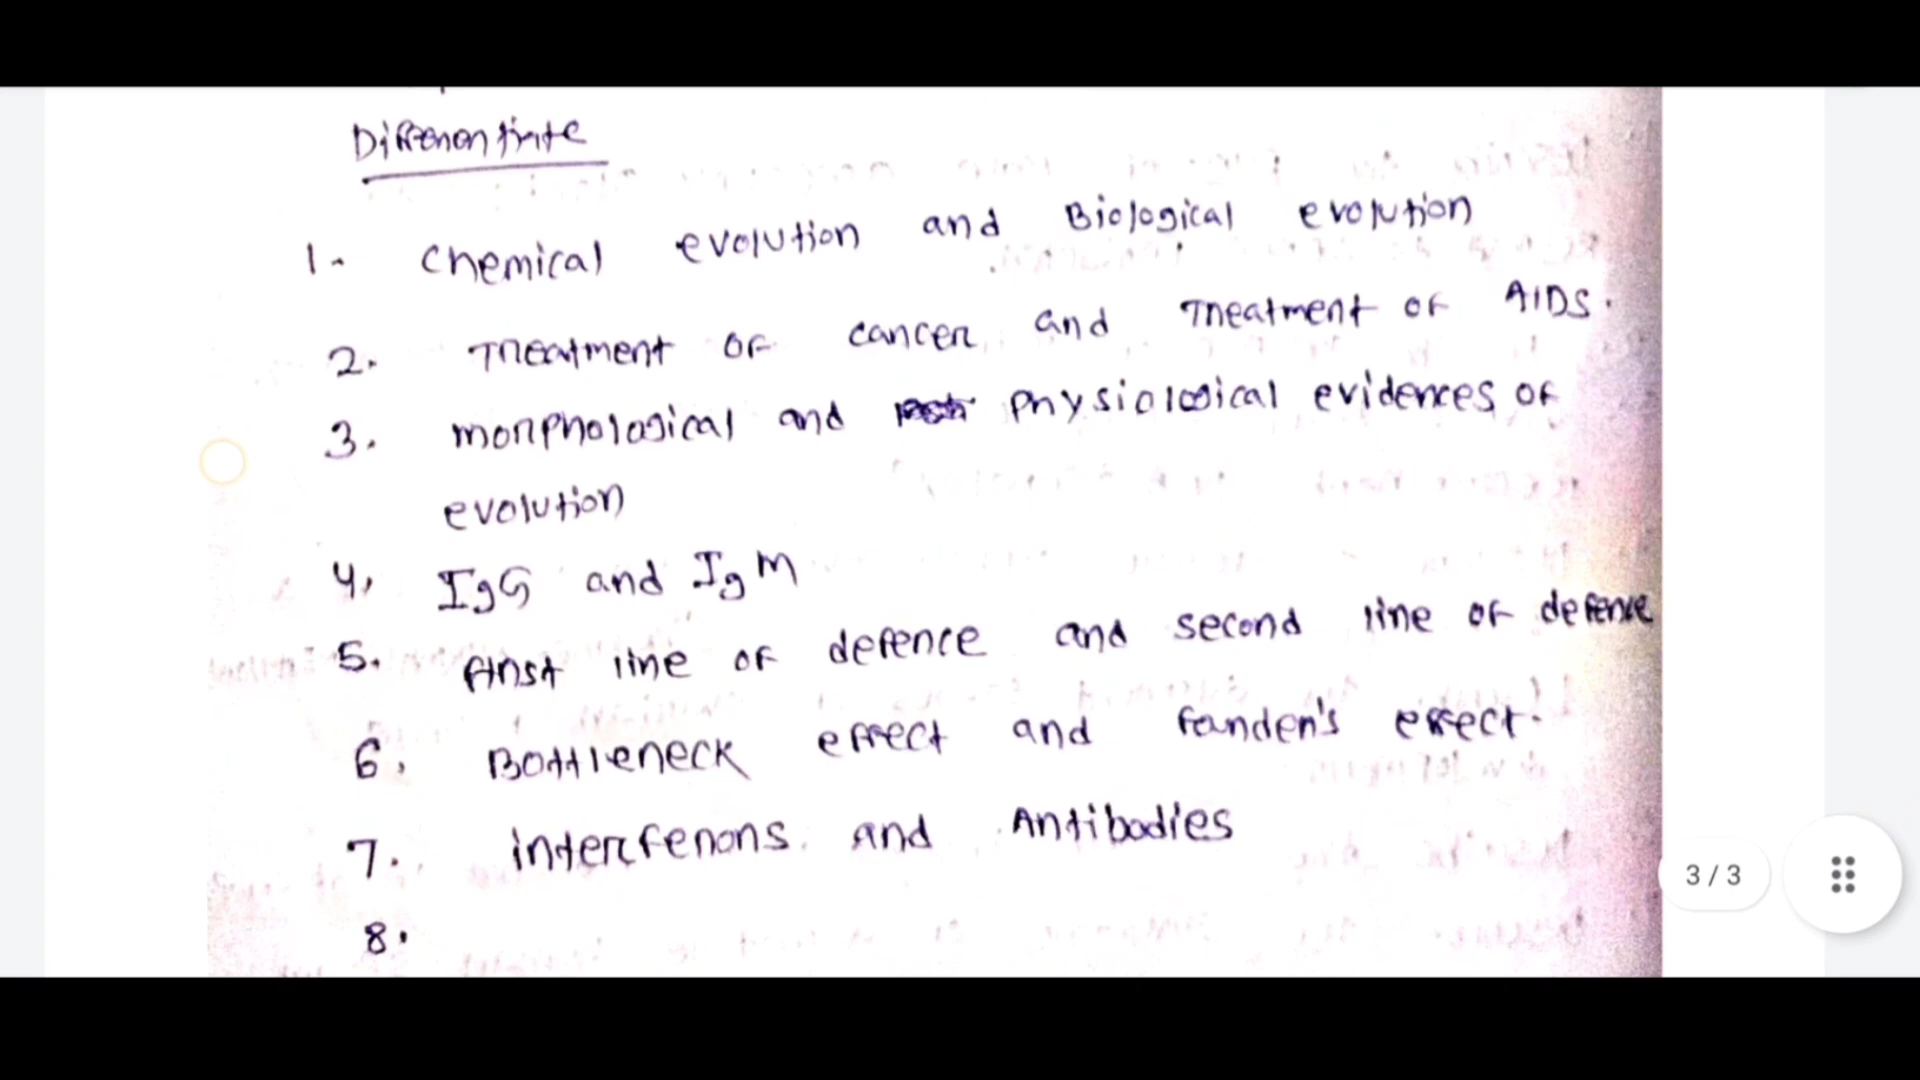 Differentiate
1. Chemical evolution and Biological evolution
2. Treatment of cancer and Treatment of AIDS.
3. morphological and physiological evidences of
evolution
4, IgG and IgM
5. first line of defence and second line of defence
6, Bottleneck effect and founder's effect.
7. interferons and Antibodies
8.
3 / 3